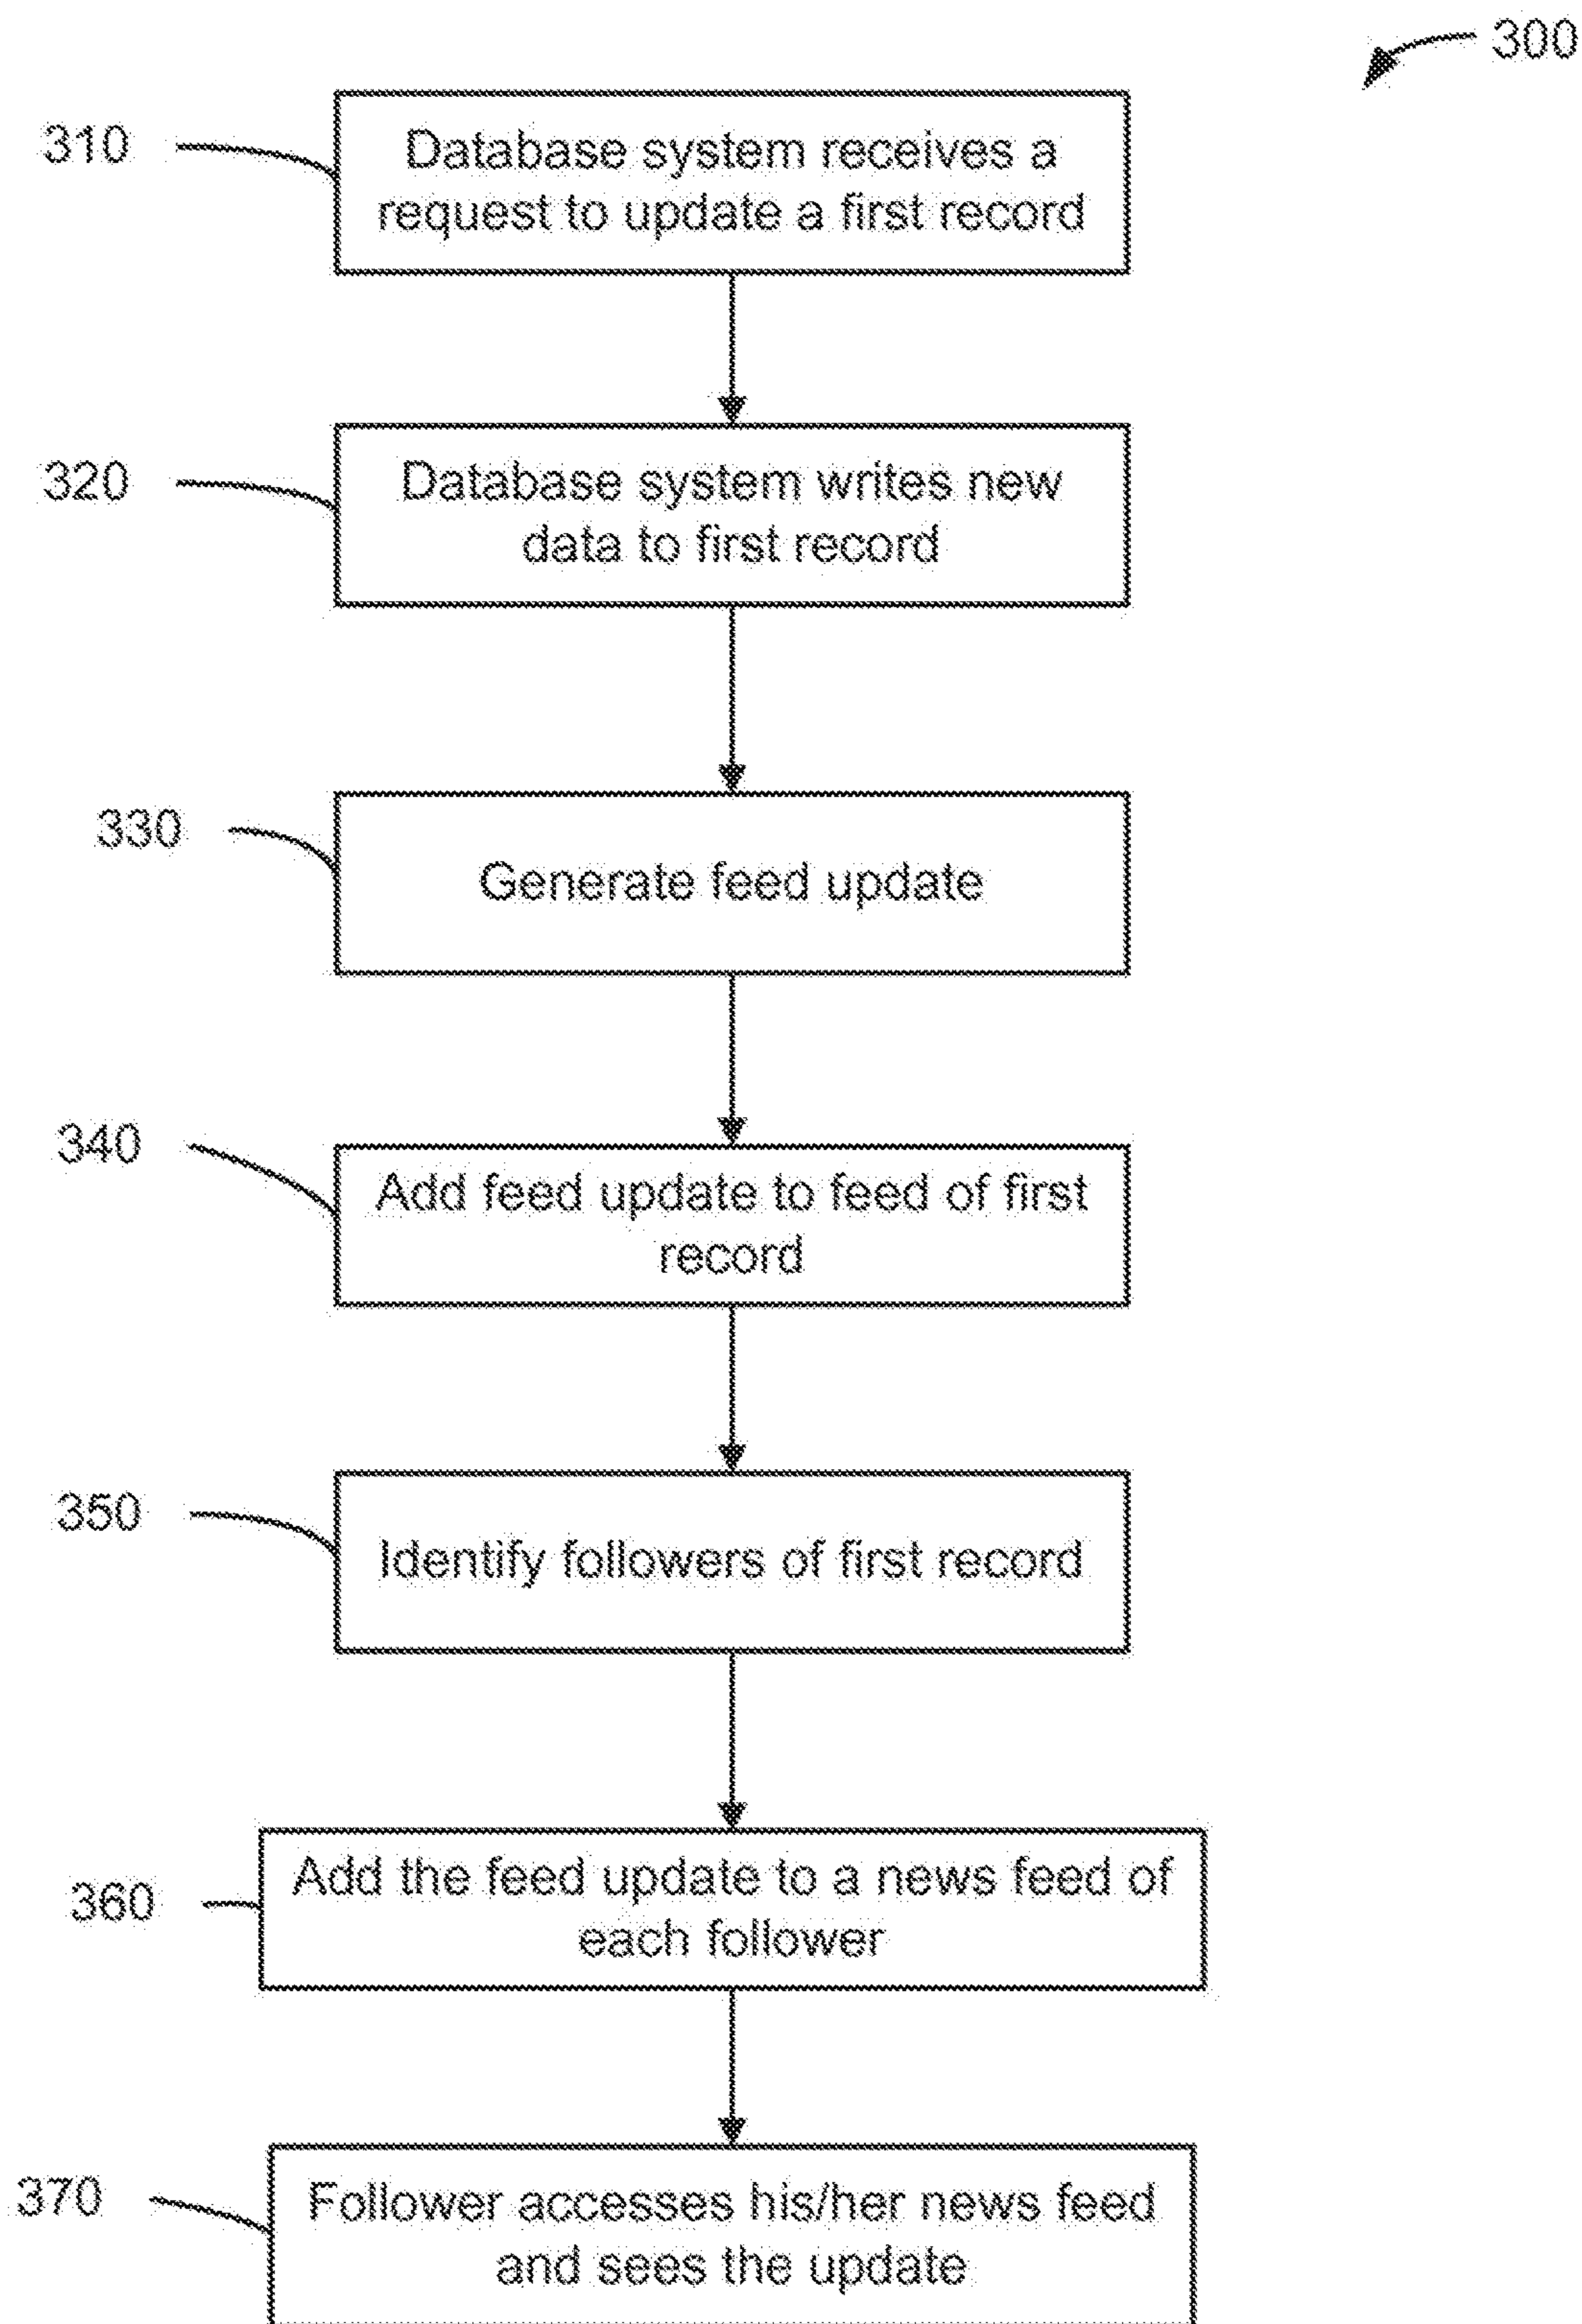 300
310
Database system receives a
request to update a first record
320
Database system writes new
data to first record
330
Generate feed update
340
Add feed update to feed of first
record
350
Identify followers of first record
360
Add the feed update to a news feed of
each follower
370
Follower accesses his/her news feed
and sees the update